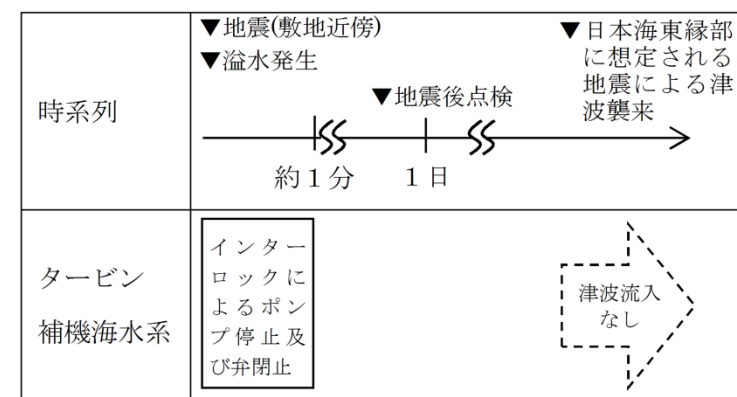 時系列
▼地震(敷地近傍)
▼溢水発生
▼地震後点検
▼日本海東縁部
に想定される
地震による津
波襲来
約1分
1日
タービン
補機海水系
インター
ロックに
よるポン
プ停止及
び弁閉止
津波流入
なし